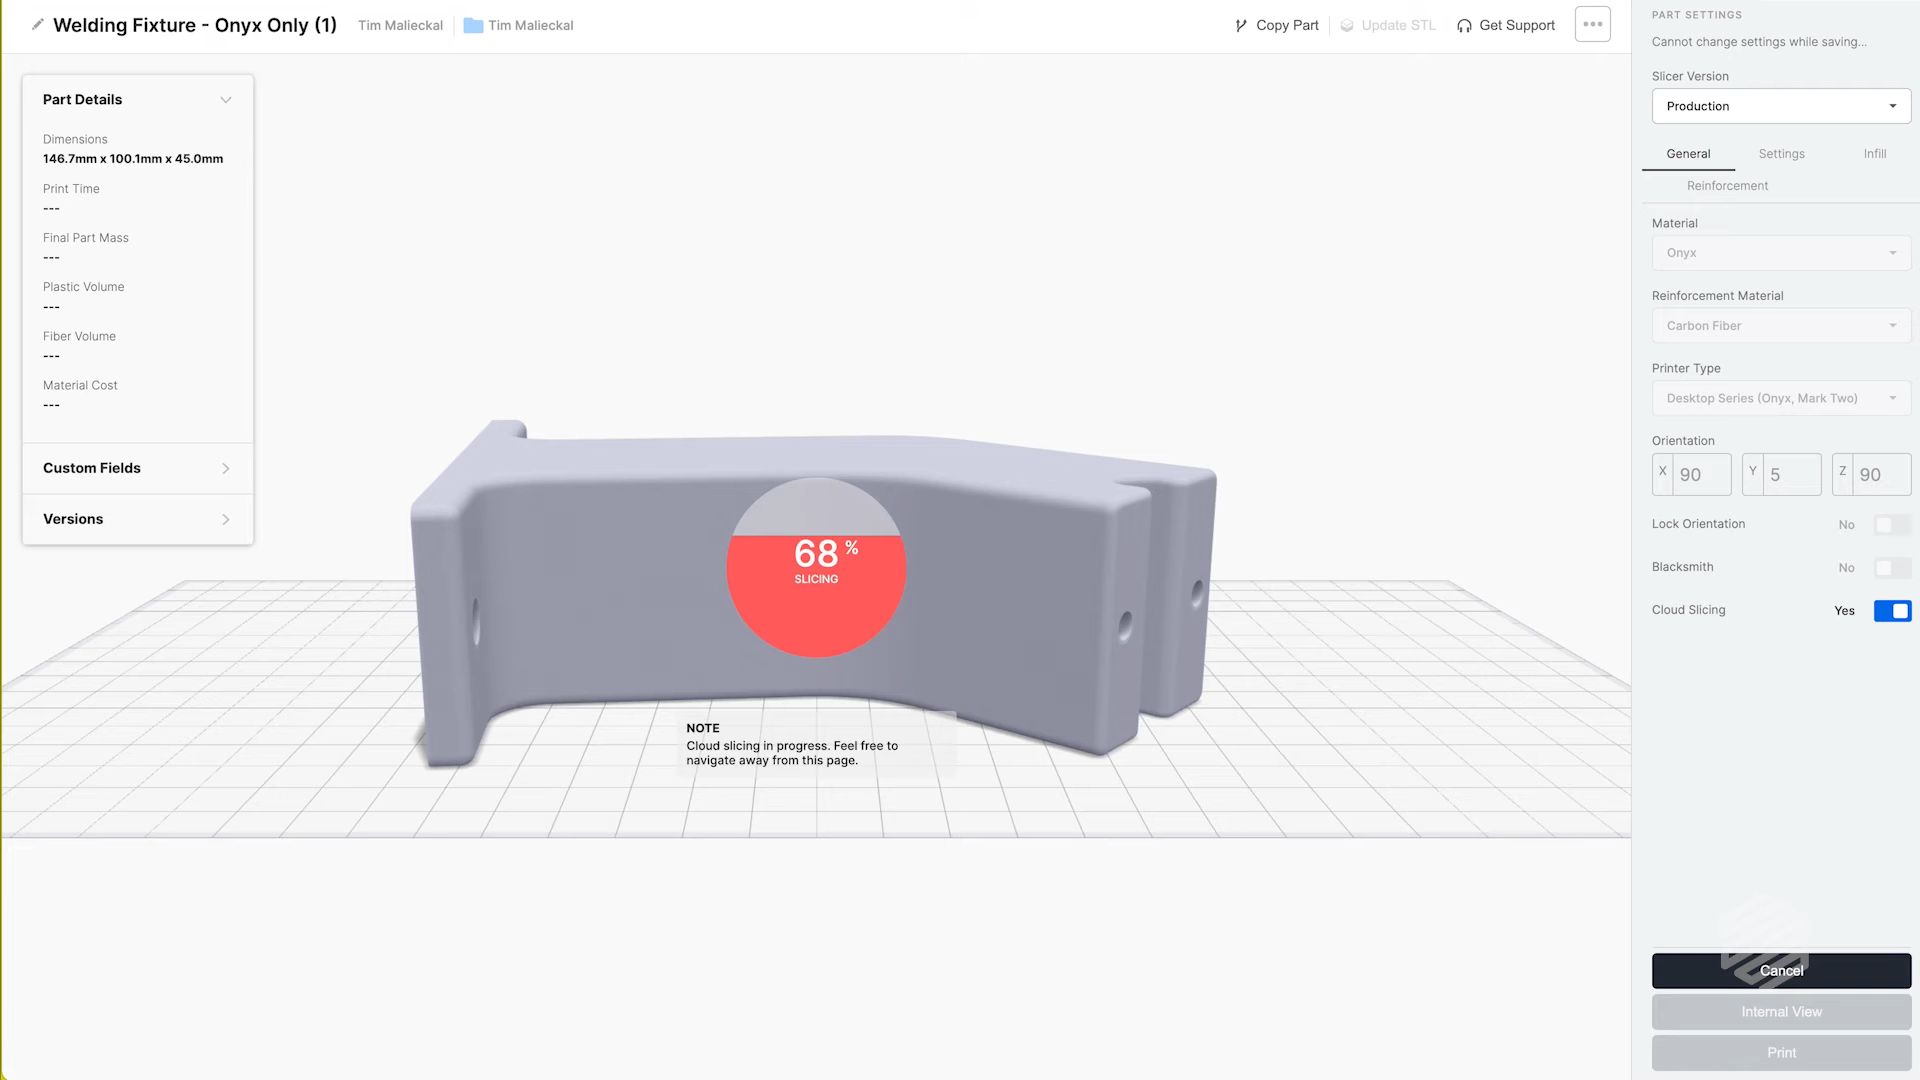 Welding Fixture - Onyx Only (1)
Tim Malieckal
Tim Malieckal
Copy Part
Update STL
Get Support
Part Details
Dimensions
146.7mm x 100.1mm x 45.0mm
Print Time
---
Final Part Mass
---
Plastic Volume
---
Fiber Volume
---
Material Cost
---
Custom Fields
Versions
68 %
SLICING
NOTE
Cloud slicing in progress. Feel free to
navigate away from this page.
PART SETTINGS
Cannot change settings while saving...
Slicer Version
Production
General Settings Infill
Reinforcement
Material
Onyx
Reinforcement Material
Carbon Fiber
Printer Type
Desktop Series (Onyx, Mark Two)
Orientation
X 90 Y 5 Z 90
Lock Orientation No
Blacksmith No
Cloud Slicing Yes
Cancel
Internal View
Print